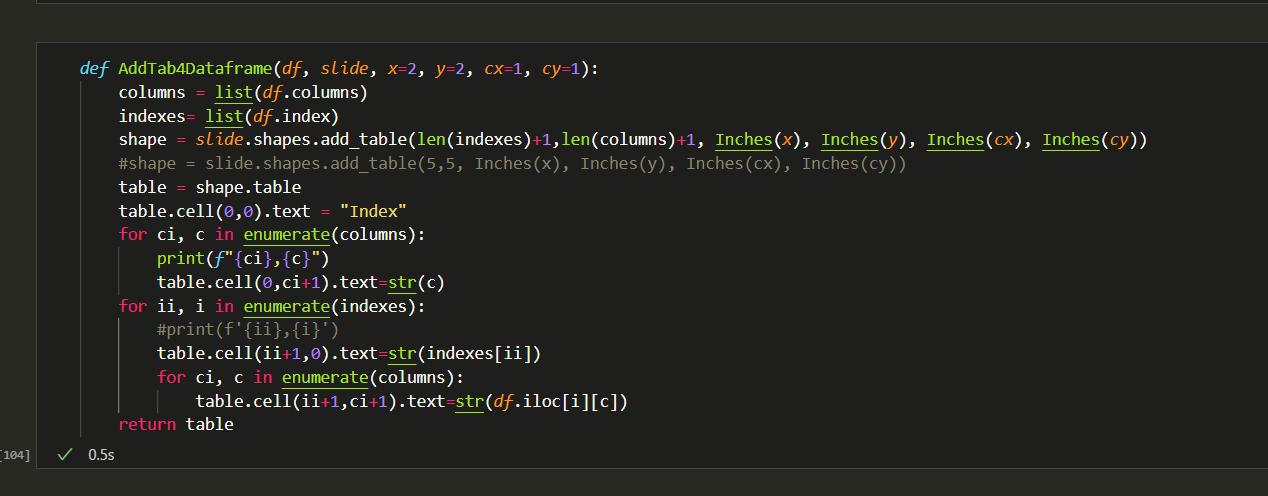 def AddTab4Dataframe(df, slide, x=2, y=2, cx=1, cy=1):
    columns = list(df.columns)
    indexes= list(df.index)
    shape = slide.shapes.add_table(len(indexes)+1,len(columns)+1, Inches(x), Inches(y), Inches(cx), Inches(cy))
    #shape = slide.shapes.add_table(5,5, Inches(x), Inches(y), Inches(cx), Inches(cy))
    table = shape.table
    table.cell(0,0).text = "Index"
    for ci, c in enumerate(columns):
        print(f"{ci},{c}")
        table.cell(0,ci+1).text=str(c)
    for ii, i in enumerate(indexes):
        #print(f'{ii},{i}')
        table.cell(ii+1,0).text=str(indexes[ii])
        for ci, c in enumerate(columns):
            table.cell(ii+1,ci+1).text=str(df.iloc[i][c])
    return table
[104] ✓ 0.5s